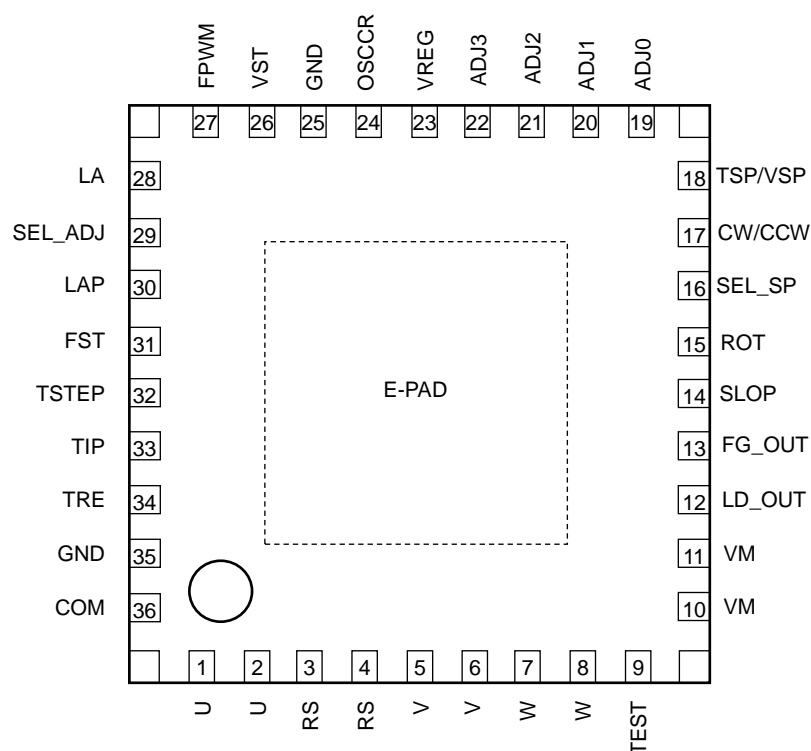 FPWM VST GND OSCCR VREG ADJ3 ADJ2 ADJ1 ADJ0
27 26 25 24 23 22 21 20 19
LA 28 18 TSP/VSP
SEL_ADJ 29 17 CW/CCW
LAP 30 16 SEL_SP
FST 31 15 ROT
TSTEP 32 E-PAD 14 SLOP
TIP 33 13 FG_OUT
TRE 34 12 LD_OUT
GND 35 11 VM
COM 36 10 VM
1 2 3 4 5 6 7 8 9
U U RS RS V V W W TEST